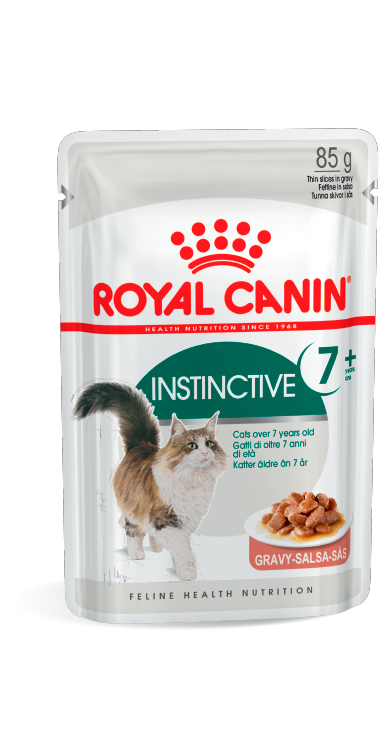 85 g
Thin slices in gravy
Fettine in salsa
Tunna skivor i sås
ROYAL CANIN®
HEALTH NUTRITION SINCE 1968
INSTINCTIVE
7+
years
Cats over 7 years old
Gatti di oltre 7 anni
di età
Katter äldre än 7 år
GRAVY-SALSA-SÅS
FELINE HEALTH NUTRITION